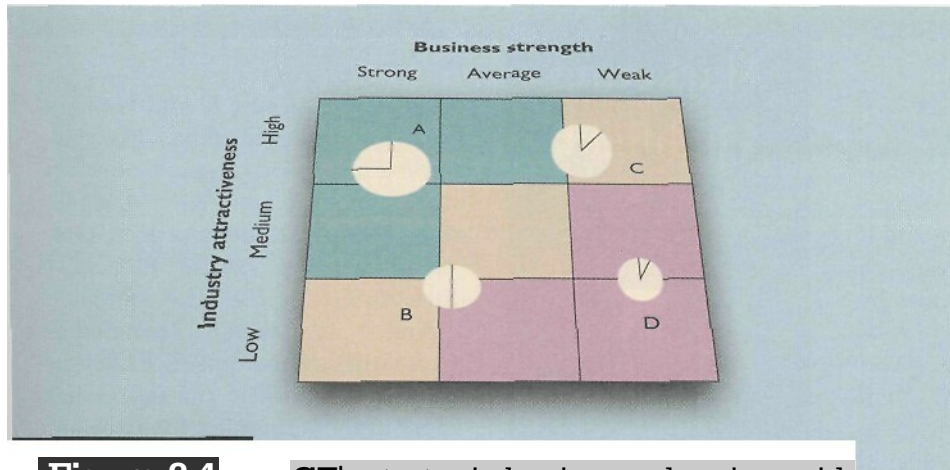 Business strength
Strong Average Weak
Industry attractiveness
High
Medium
Low
A
C
B
D